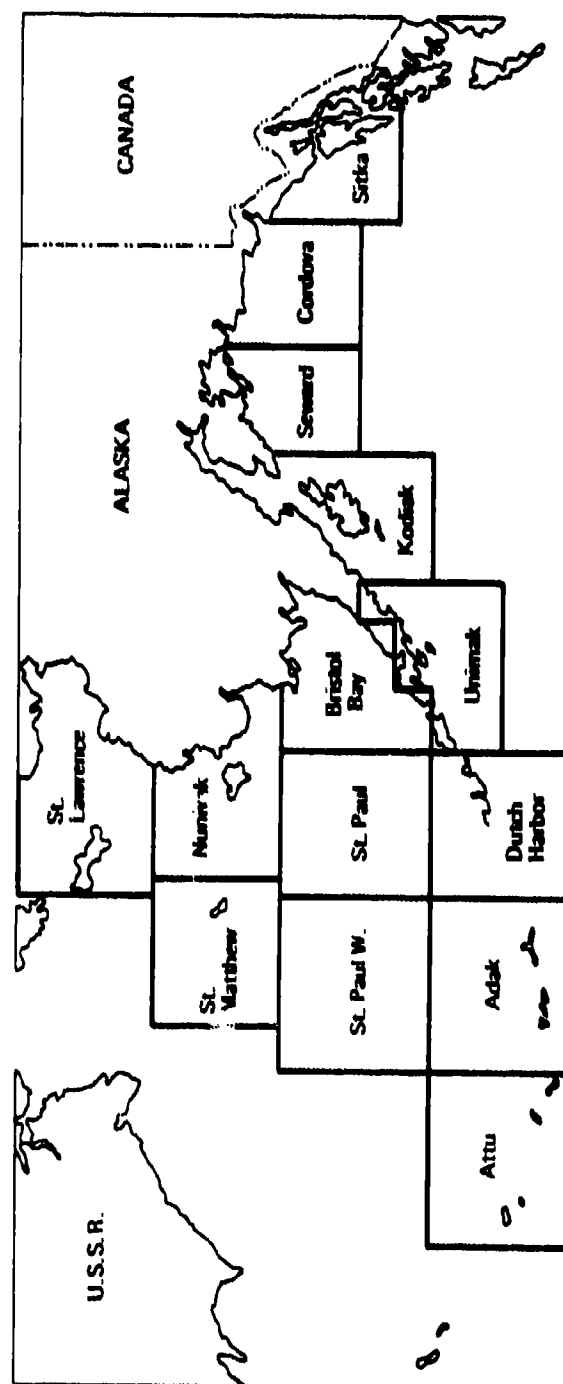 U.S.S.R.
ALASKA
CANADA
St.
Lawrence
St.
Matthew
Nunivak
St. Paul W.
St. Paul
Bristol
Bay
Kodiak
Seward
Cordova
Sitka
Attu
Adak
Dutch
Harbor
Unimak